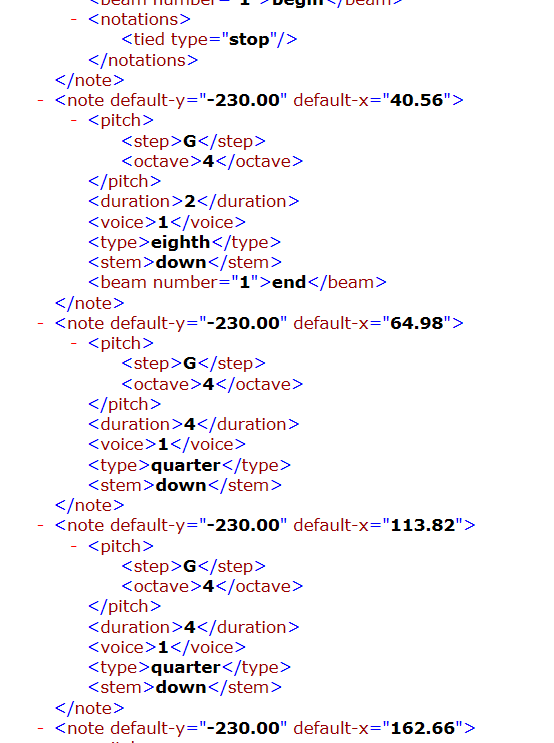 <beam number="1">begin</beam>
- <notations>
<tied type="stop"/>
</notations>
</note>
- <note default-y="-230.00" default-x="40.56">
- <pitch>
<step>G</step>
<octave>4</octave>
</pitch>
<duration>2</duration>
<voice>1</voice>
<type>eighth</type>
<stem>down</stem>
<beam number="1">end</beam>
</note>
- <note default-y="-230.00" default-x="64.98">
- <pitch>
<step>G</step>
<octave>4</octave>
</pitch>
<duration>4</duration>
<voice>1</voice>
<type>quarter</type>
<stem>down</stem>
</note>
- <note default-y="-230.00" default-x="113.82">
- <pitch>
<step>G</step>
<octave>4</octave>
</pitch>
<duration>4</duration>
<voice>1</voice>
<type>quarter</type>
<stem>down</stem>
</note>
- <note default-y="-230.00" default-x="162.66">